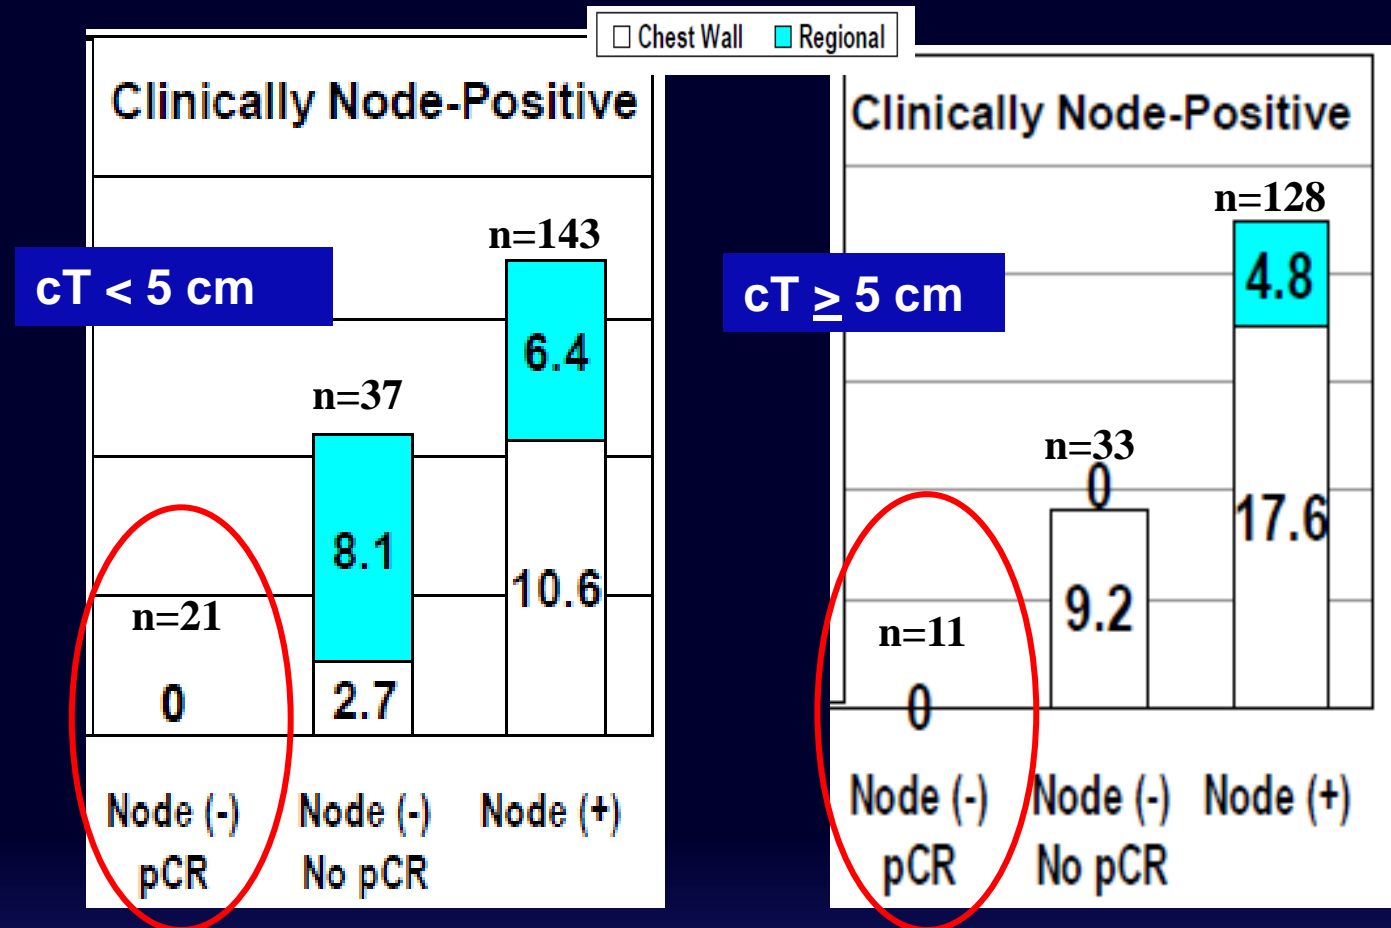 Chest Wall Regional
Clinically Node-Positive
n=143
cT < 5 cm
6.4
n=37
8.1
10.6
n=21
0
2.7
Node (-) Node (-) Node (+)
pCR No pCR
Clinically Node-Positive
n=128
cT ≥ 5 cm
4.8
n=33
0
17.6
9.2
n=11
0
Node (-) Node (-) Node (+)
pCR No pCR